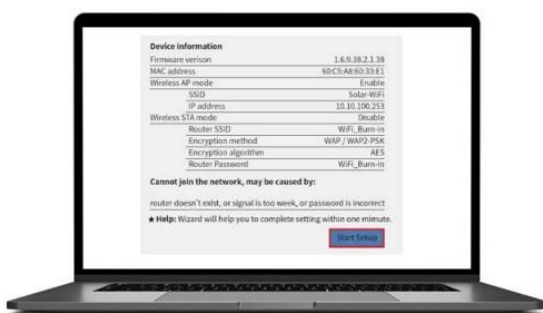 Device information
Firmware verison 1.6.9.38.2.1.38
MAC address 60:C5:A8:60:33:E1
Wireless AP mode Enable
SSID Solar-WiFi
IP address 10.10.100.253
Wireless STA mode Disable
Router SSID WiFi_Burn-in
Encryption method WAP / WAP2-PSK
Encryption algorithm AES
Router Password WiFi_Burn-in
Cannot join the network, may be caused by:
router doesn't exist, or signal is too week, or password is incorrect
★ Help: Wizard will help you to complete setting within one mimute.
Start Setup